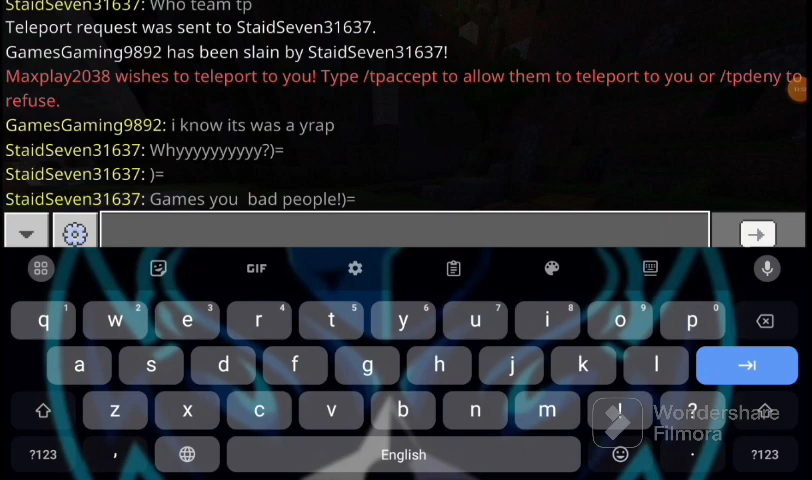 StaidSeven31637: Who team tp
Teleport request was sent to StaidSeven31637.
GamesGaming9892 has been slain by StaidSeven31637!
Maxplay2038 wishes to teleport to you! Type /tpaccept to allow them to teleport to you or /tpdeny to
refuse.
GamesGaming9892: i know its was a yrap
StaidSeven31637: Whyyyyyyyyyy?)=
StaidSeven31637: )=
StaidSeven31637: Games you  bad people!)=
GIF
q 1 w 2 e 3 r 4 t 5 y 6 u 7 i 8 o 9 p 0
a s d f g h j k l
z x c v b n m ! ?
Wondershare
Filmora
?123 , English . ?123